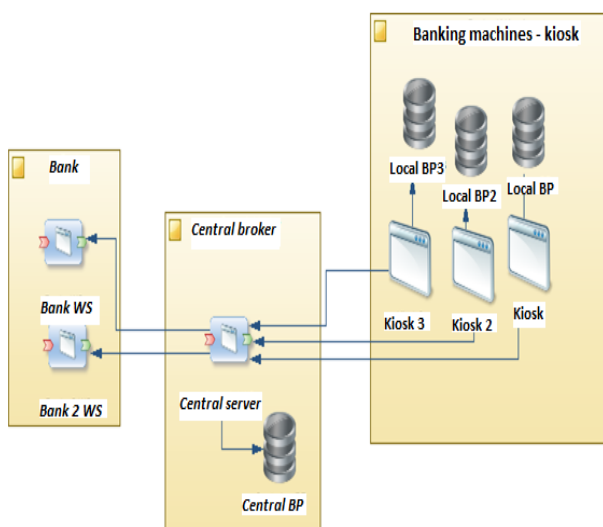 Banking machines - kiosk
Local BP3
Local BP2
Local BP
Kiosk 3
Kiosk 2
Kiosk
Bank
Bank WS
Bank 2 WS
Central broker
Central server
Central BP